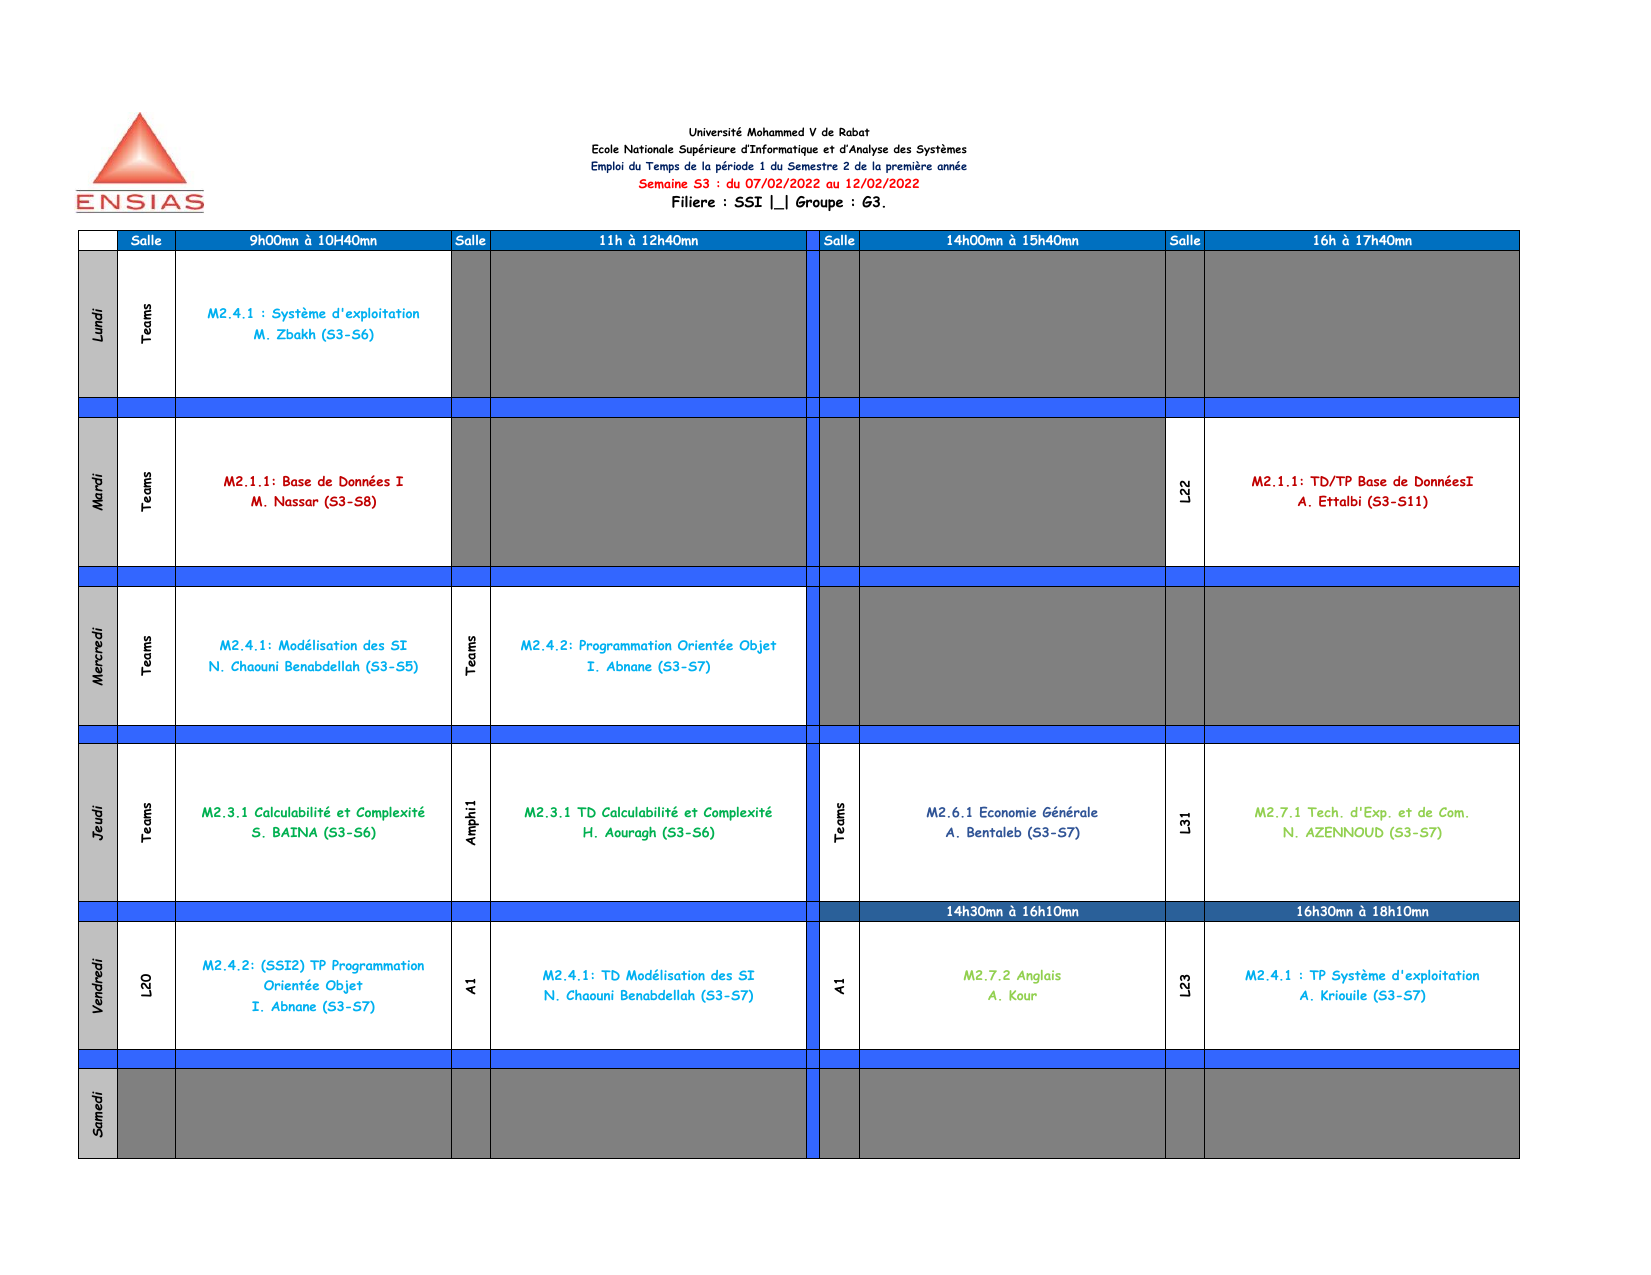 ENSIAS
Université Mohammed V de Rabat
Ecole Nationale Supérieure d’Informatique et d’Analyse des Systèmes
Emploi du Temps de la période 1 du Semestre 2 de la première année
Semaine S3 : du 07/02/2022 au 12/02/2022
Filiere : SSI |_| Groupe : G3.
Salle 9h00mn à 10H40mn Salle 11h à 12h40mn Salle 14h00mn à 15h40mn Salle 16h à 17h40mn
Lundi
Teams
M2.4.1 : Système d'exploitation
M. Zbakh (S3-S6)
Mardi
Teams
M2.1.1: Base de Données I
M. Nassar (S3-S8)
L22
M2.1.1: TD/TP Base de DonnéesI
A. Ettalbi (S3-S11)
Mercredi
Teams
M2.4.1: Modélisation des SI
N. Chaouni Benabdellah (S3-S5)
Teams
M2.4.2: Programmation Orientée Objet
I. Abnane (S3-S7)
Jeudi
Teams
M2.3.1 Calculabilité et Complexité
S. BAINA (S3-S6)
Amphi1
M2.3.1 TD Calculabilité et Complexité
H. Aouragh (S3-S6)
Teams
M2.6.1 Economie Générale
A. Bentaleb (S3-S7)
L31
M2.7.1 Tech. d'Exp. et de Com.
N. AZENNOUD (S3-S7)
14h30mn à 16h10mn 16h30mn à 18h10mn
Vendredi
L20
M2.4.2: (SSI2) TP Programmation
Orientée Objet
I. Abnane (S3-S7)
A1
M2.4.1: TD Modélisation des SI
N. Chaouni Benabdellah (S3-S7)
A1
M2.7.2 Anglais
A. Kour
L23
M2.4.1 : TP Système d'exploitation
A. Kriouile (S3-S7)
Samedi